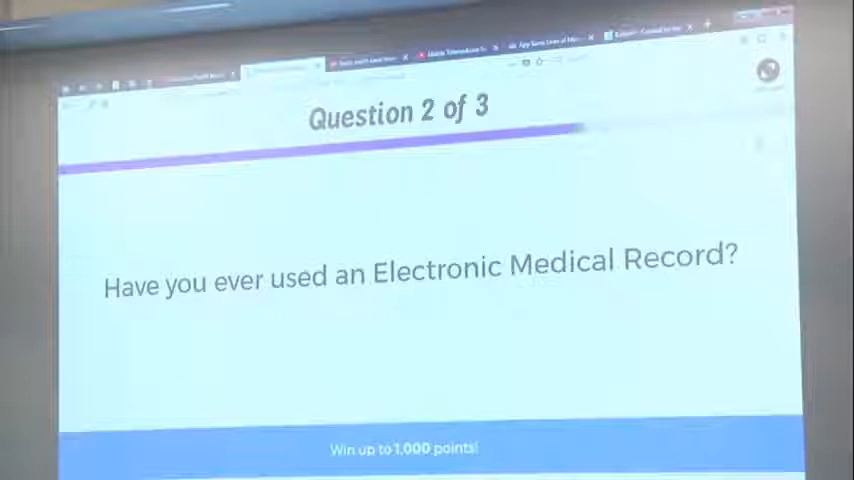 Question 2 of 3
Have you ever used an Electronic Medical Record?
Win up to 1,000 points!